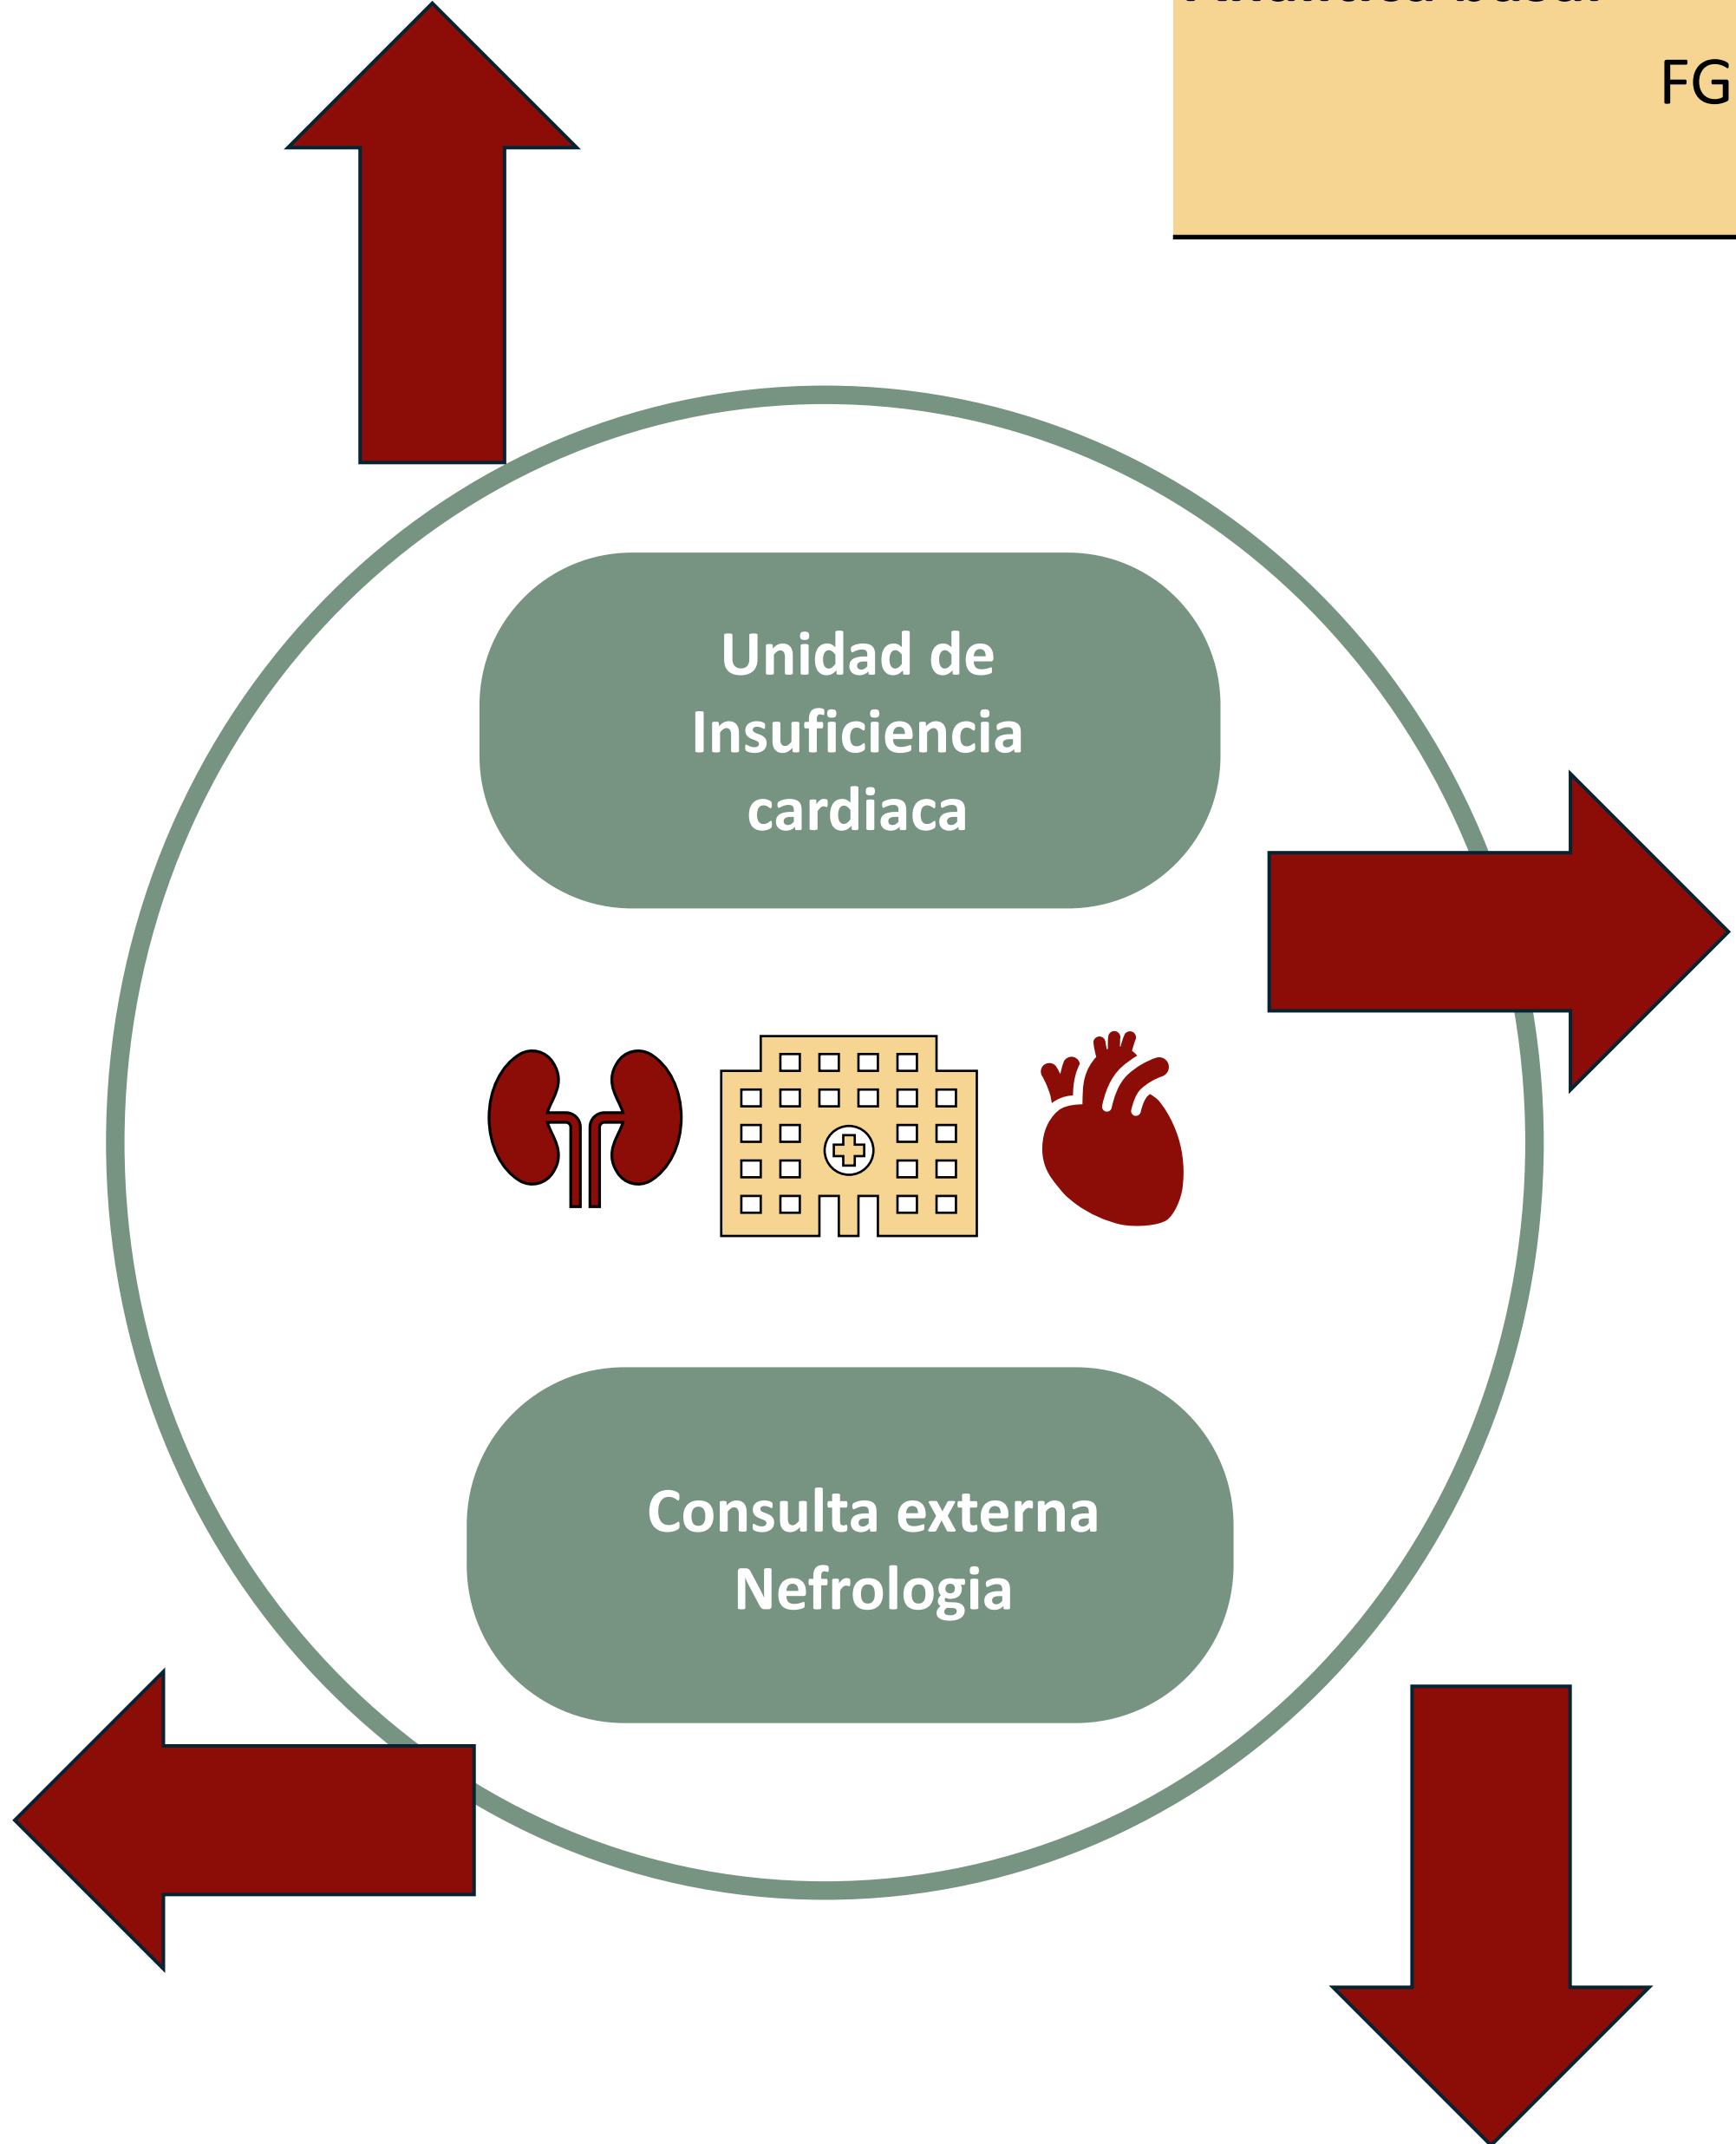 FG
Unidad de
Insuficiencia
cardiaca
Consulta externa
Nefrologia